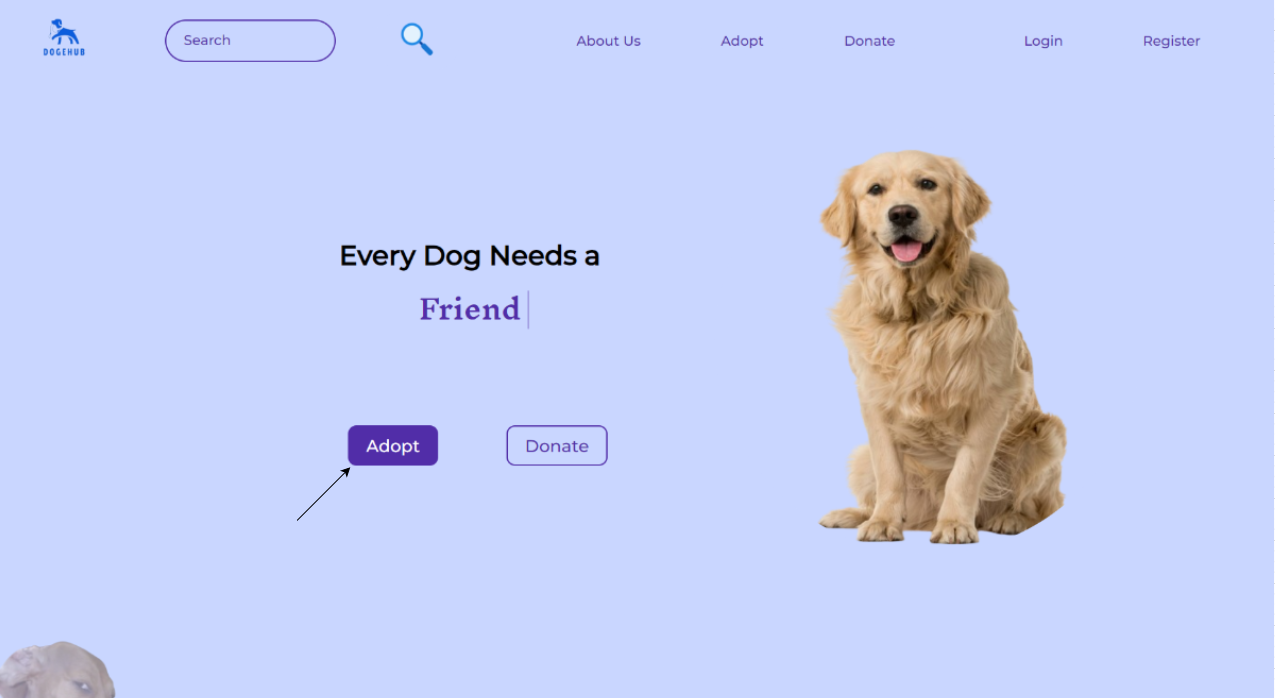 DOGEHUB
Search
About Us
Adopt
Donate
Login
Register
Every Dog Needs a
Friend
Adopt
Donate